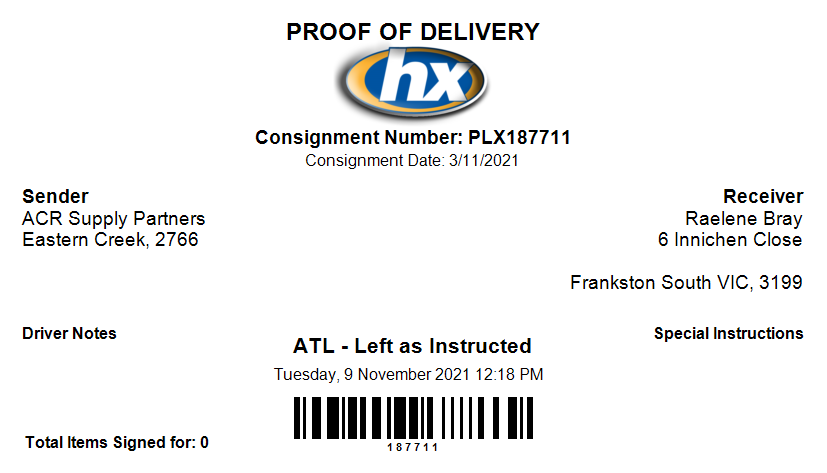 PROOF OF DELIVERY
hx
Consignment Number: PLX187711
Consignment Date: 3/11/2021
Sender
ACR Supply Partners
Eastern Creek, 2766
Receiver
Raelene Bray
6 Innichen Close
Frankston South VIC, 3199
Driver Notes
ATL - Left as Instructed
Special Instructions
Tuesday, 9 November 2021 12:18 PM
187711
Total Items Signed for: 0